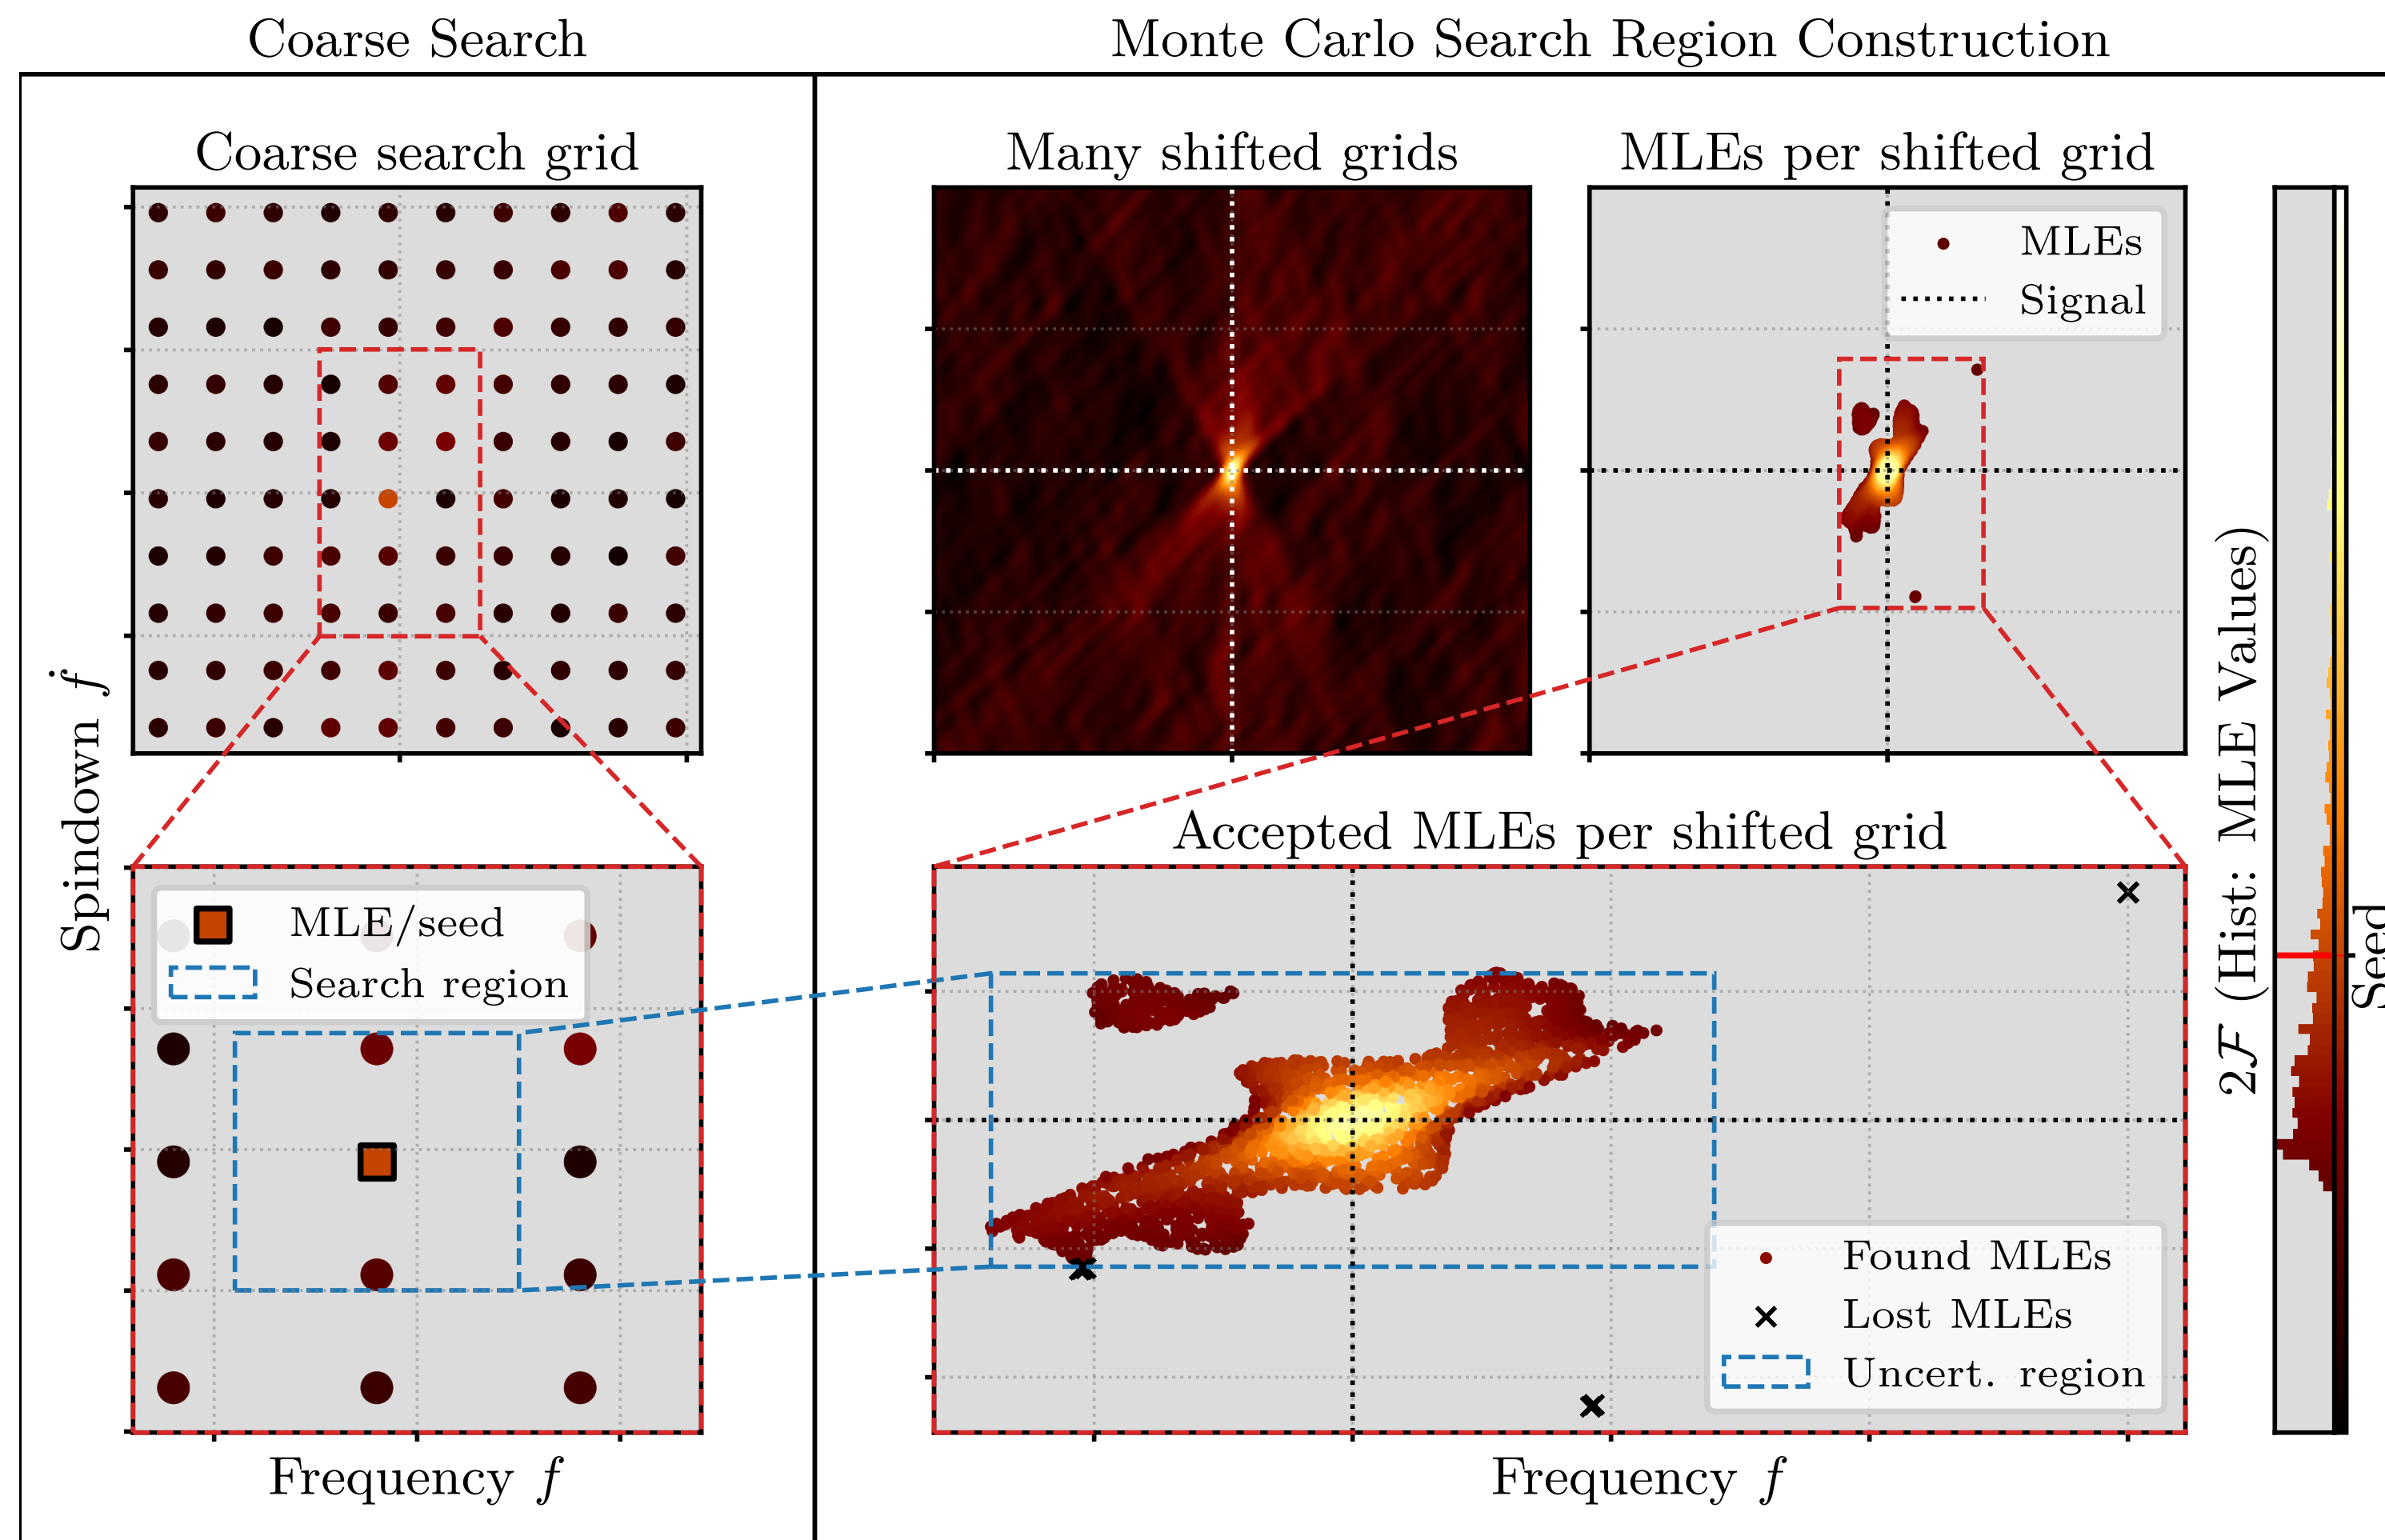 Coarse Search
Monte Carlo Search Region Construction
Coarse search grid
Many shifted grids
MLEs per shifted grid
MLEs
Signal
Spindown ḟ
Accepted MLEs per shifted grid
MLE/seed
Search region
Found MLEs
Lost MLEs
Uncert. region
Frequency f
Frequency f
2ℱ (Hist: MLE Values)
Seed